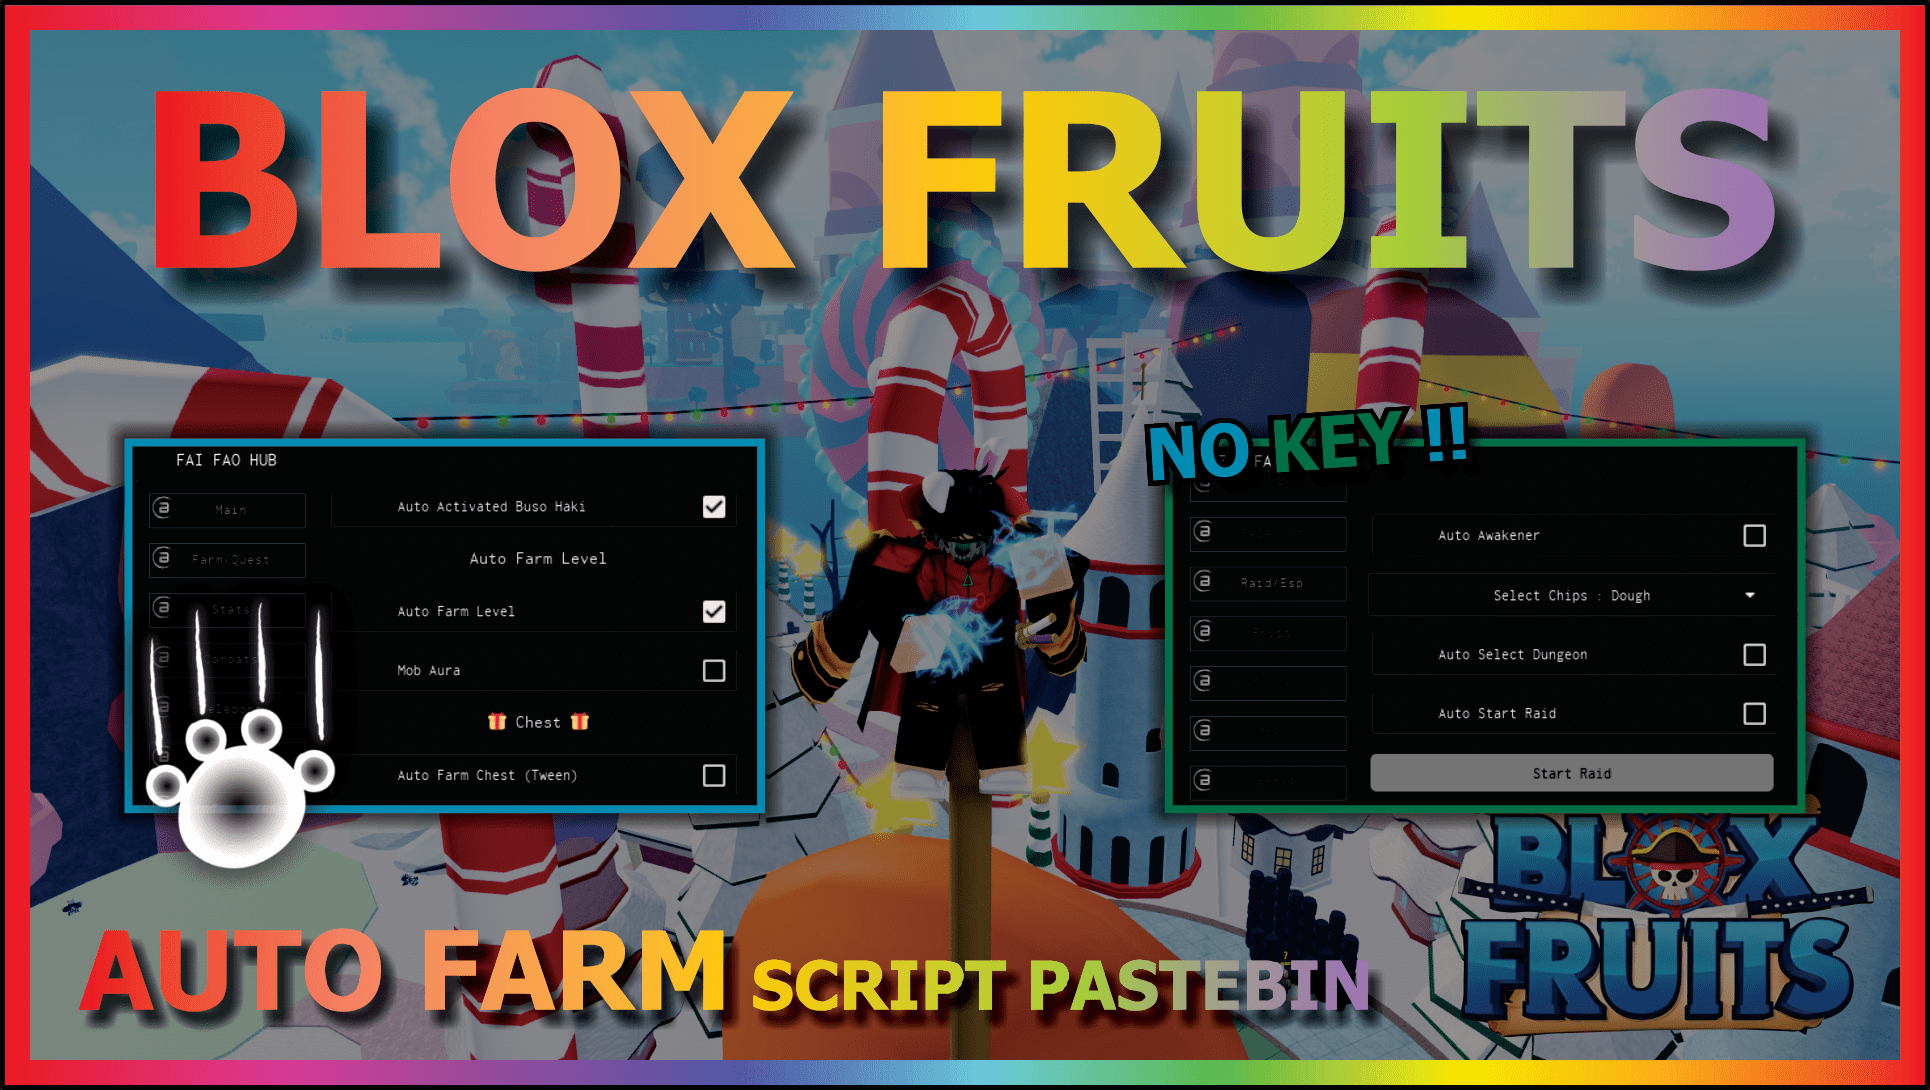 BLOX FRUITS
NO KEY !!
FAI FAO HUB
Main
Auto Activated Buso Haki
Farm/Quest
Auto Farm Level
Stats
Auto Farm Level
Combats
Mob Aura
🎁 Chest 🎁
Auto Farm Chest (Tween)
FA
Auto Awakener
Raid/Esp
Select Chips : Dough
Auto Select Dungeon
Auto Start Raid
Start Raid
BLOX
FRUITS
AUTO FARM SCRIPT PASTEBIN